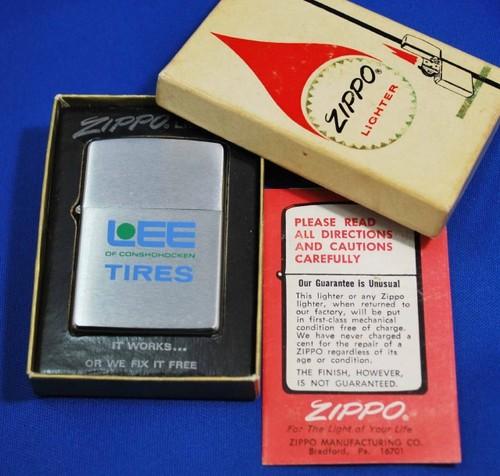 ZIPPO
LIGHTER
ZIPPO
LEE
OF CONSHOHOCKEN
TIRES
IT WORKS...
OR WE FIX IT FREE
PLEASE READ
ALL DIRECTIONS
AND CAUTIONS
CAREFULLY
Our Guarantee is Unusual
This lighter or any Zippo
lighter, when returned to
our factory, will be put
in first-class mechanical
condition free of charge.
We have never charged a
cent for the repair of a
ZIPPO regardless of its
age or condition.
THE FINISH, HOWEVER,
IS NOT GUARANTEED.
ZIPPO®
For The Light of Your Life
ZIPPO MANUFACTURING CO.
Bradford, Pa. 16701